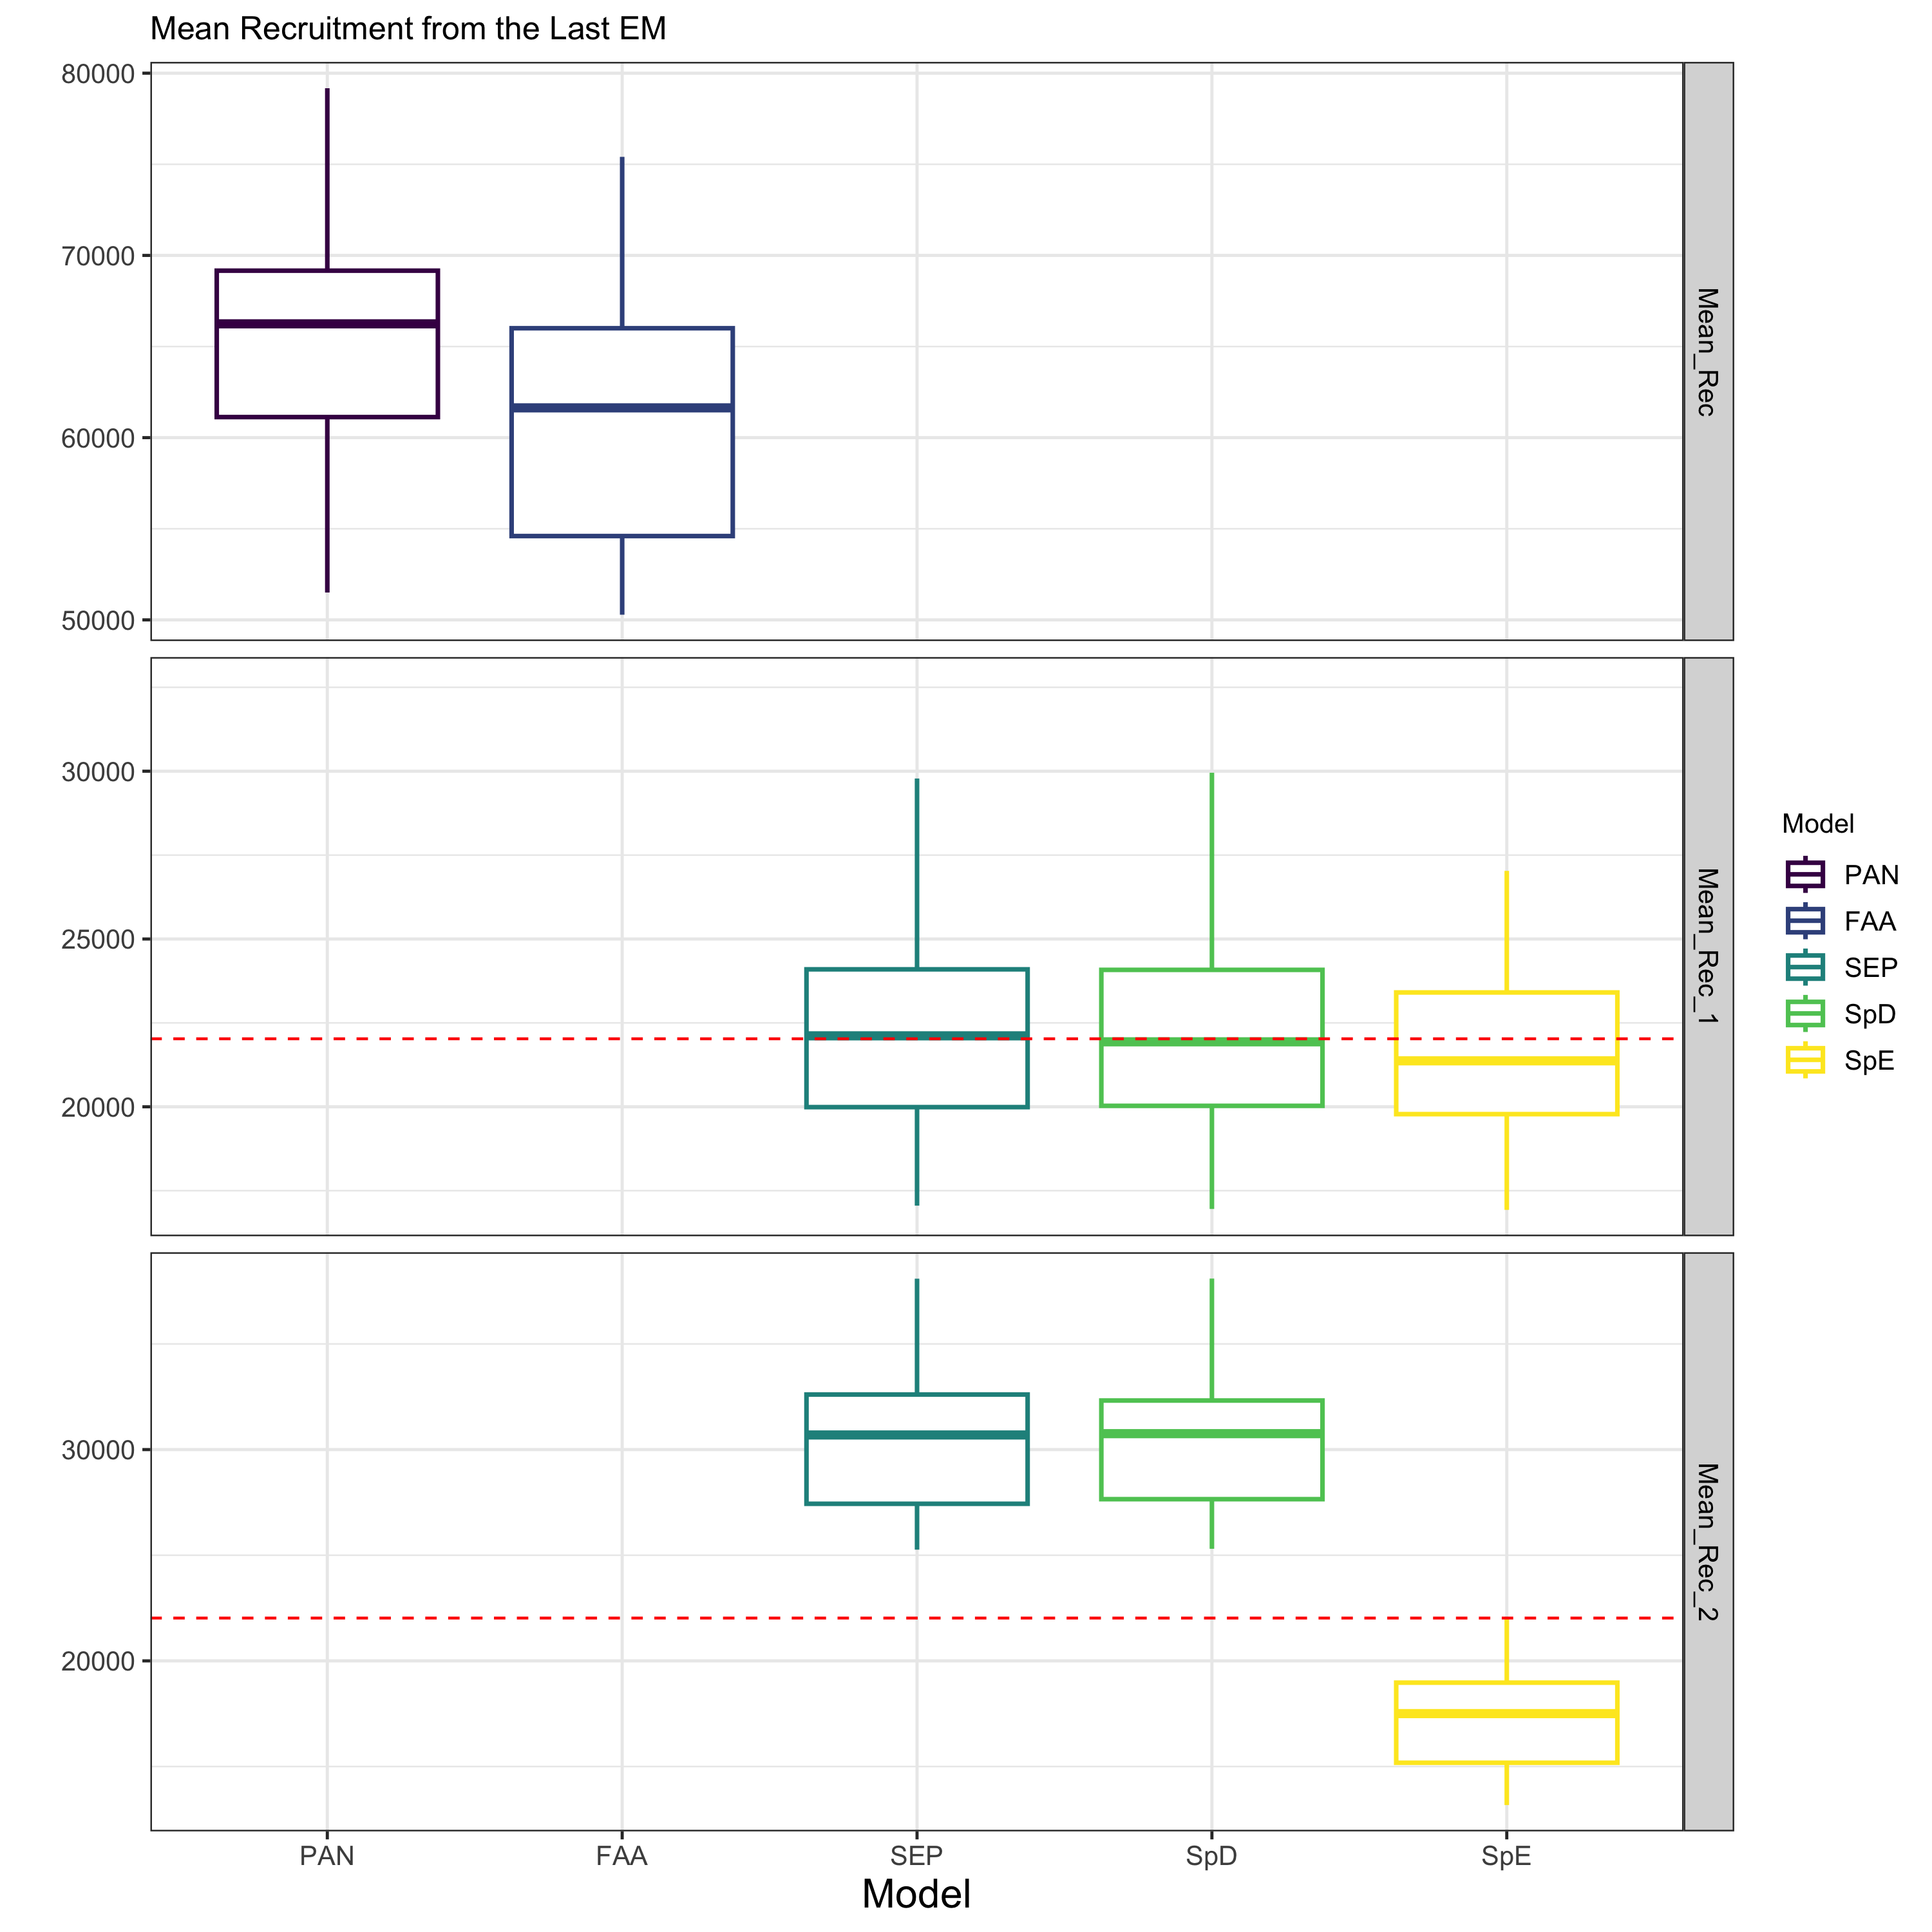 Mean Recruitment from the Last EM
80000
70000
60000
50000
Mean_Rec
30000
25000
20000
Mean_Rec_1
30000
20000
Mean_Rec_2
PAN FAA SEP SpD SpE
Model
Model
PAN
FAA
SEP
SpD
SpE